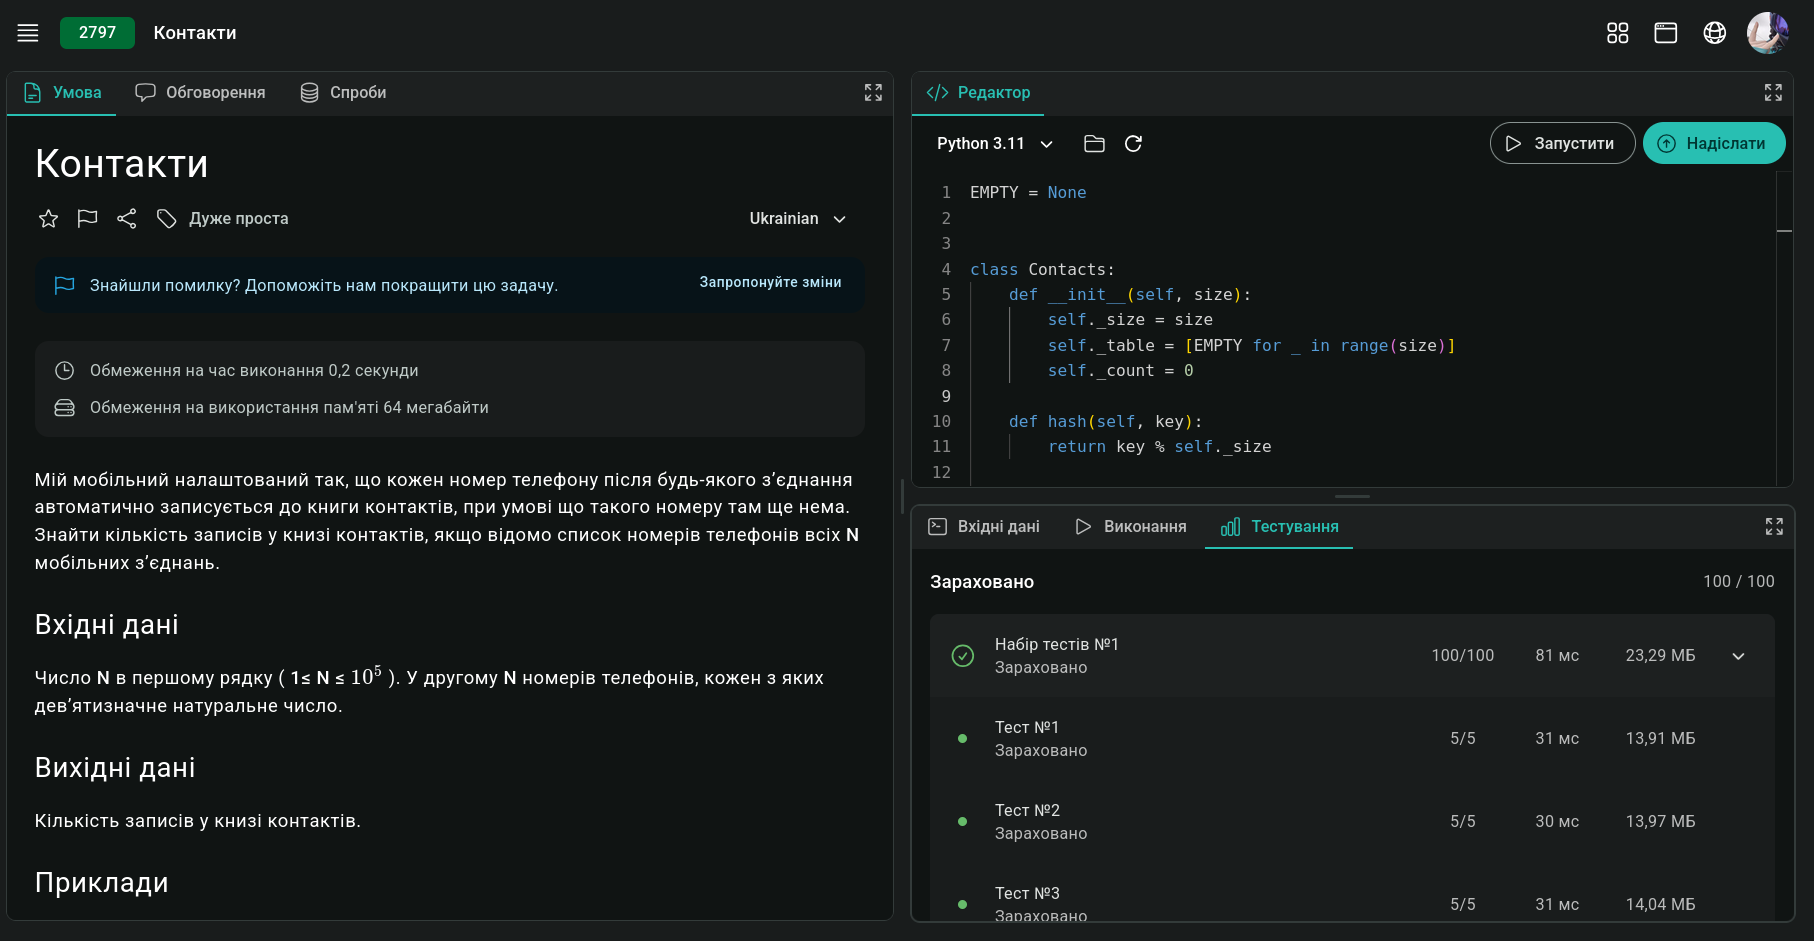 2797 Контакти
Умова Обговорення Спроби
Контакти
Дуже проста Ukrainian
Знайшли помилку? Допоможіть нам покращити цю задачу. Запропонуйте зміни
Обмеження на час виконання 0,2 секунди
Обмеження на використання пам'яті 64 мегабайти
Мій мобільний налаштований так, що кожен номер телефону після будь-якого з’єднання
автоматично записується до книги контактів, при умові що такого номеру там ще нема.
Знайти кількість записів у книзі контактів, якщо відомо список номерів телефонів всіх N
мобільних з’єднань.
Вхідні дані
Число N в першому рядку ( 1≤ N ≤ 10⁵ ). У другому N номерів телефонів, кожен з яких
дев’ятизначне натуральне число.
Вихідні дані
Кількість записів у книзі контактів.
Приклади
</> Редактор
Python 3.11 Запустити Надіслати
1 EMPTY = None
2
3
4 class Contacts:
5 def __init__(self, size):
6 self._size = size
7 self._table = [EMPTY for _ in range(size)]
8 self._count = 0
9
10 def hash(self, key):
11 return key % self._size
12
Вхідні дані Виконання Тестування
Зараховано 100 / 100
Набір тестів №1
Зараховано
100/100 81 мс 23,29 МБ
Тест №1
Зараховано
5/5 31 мс 13,91 МБ
Тест №2
Зараховано
5/5 30 мс 13,97 МБ
Тест №3
Зараховано
5/5 31 мс 14,04 МБ